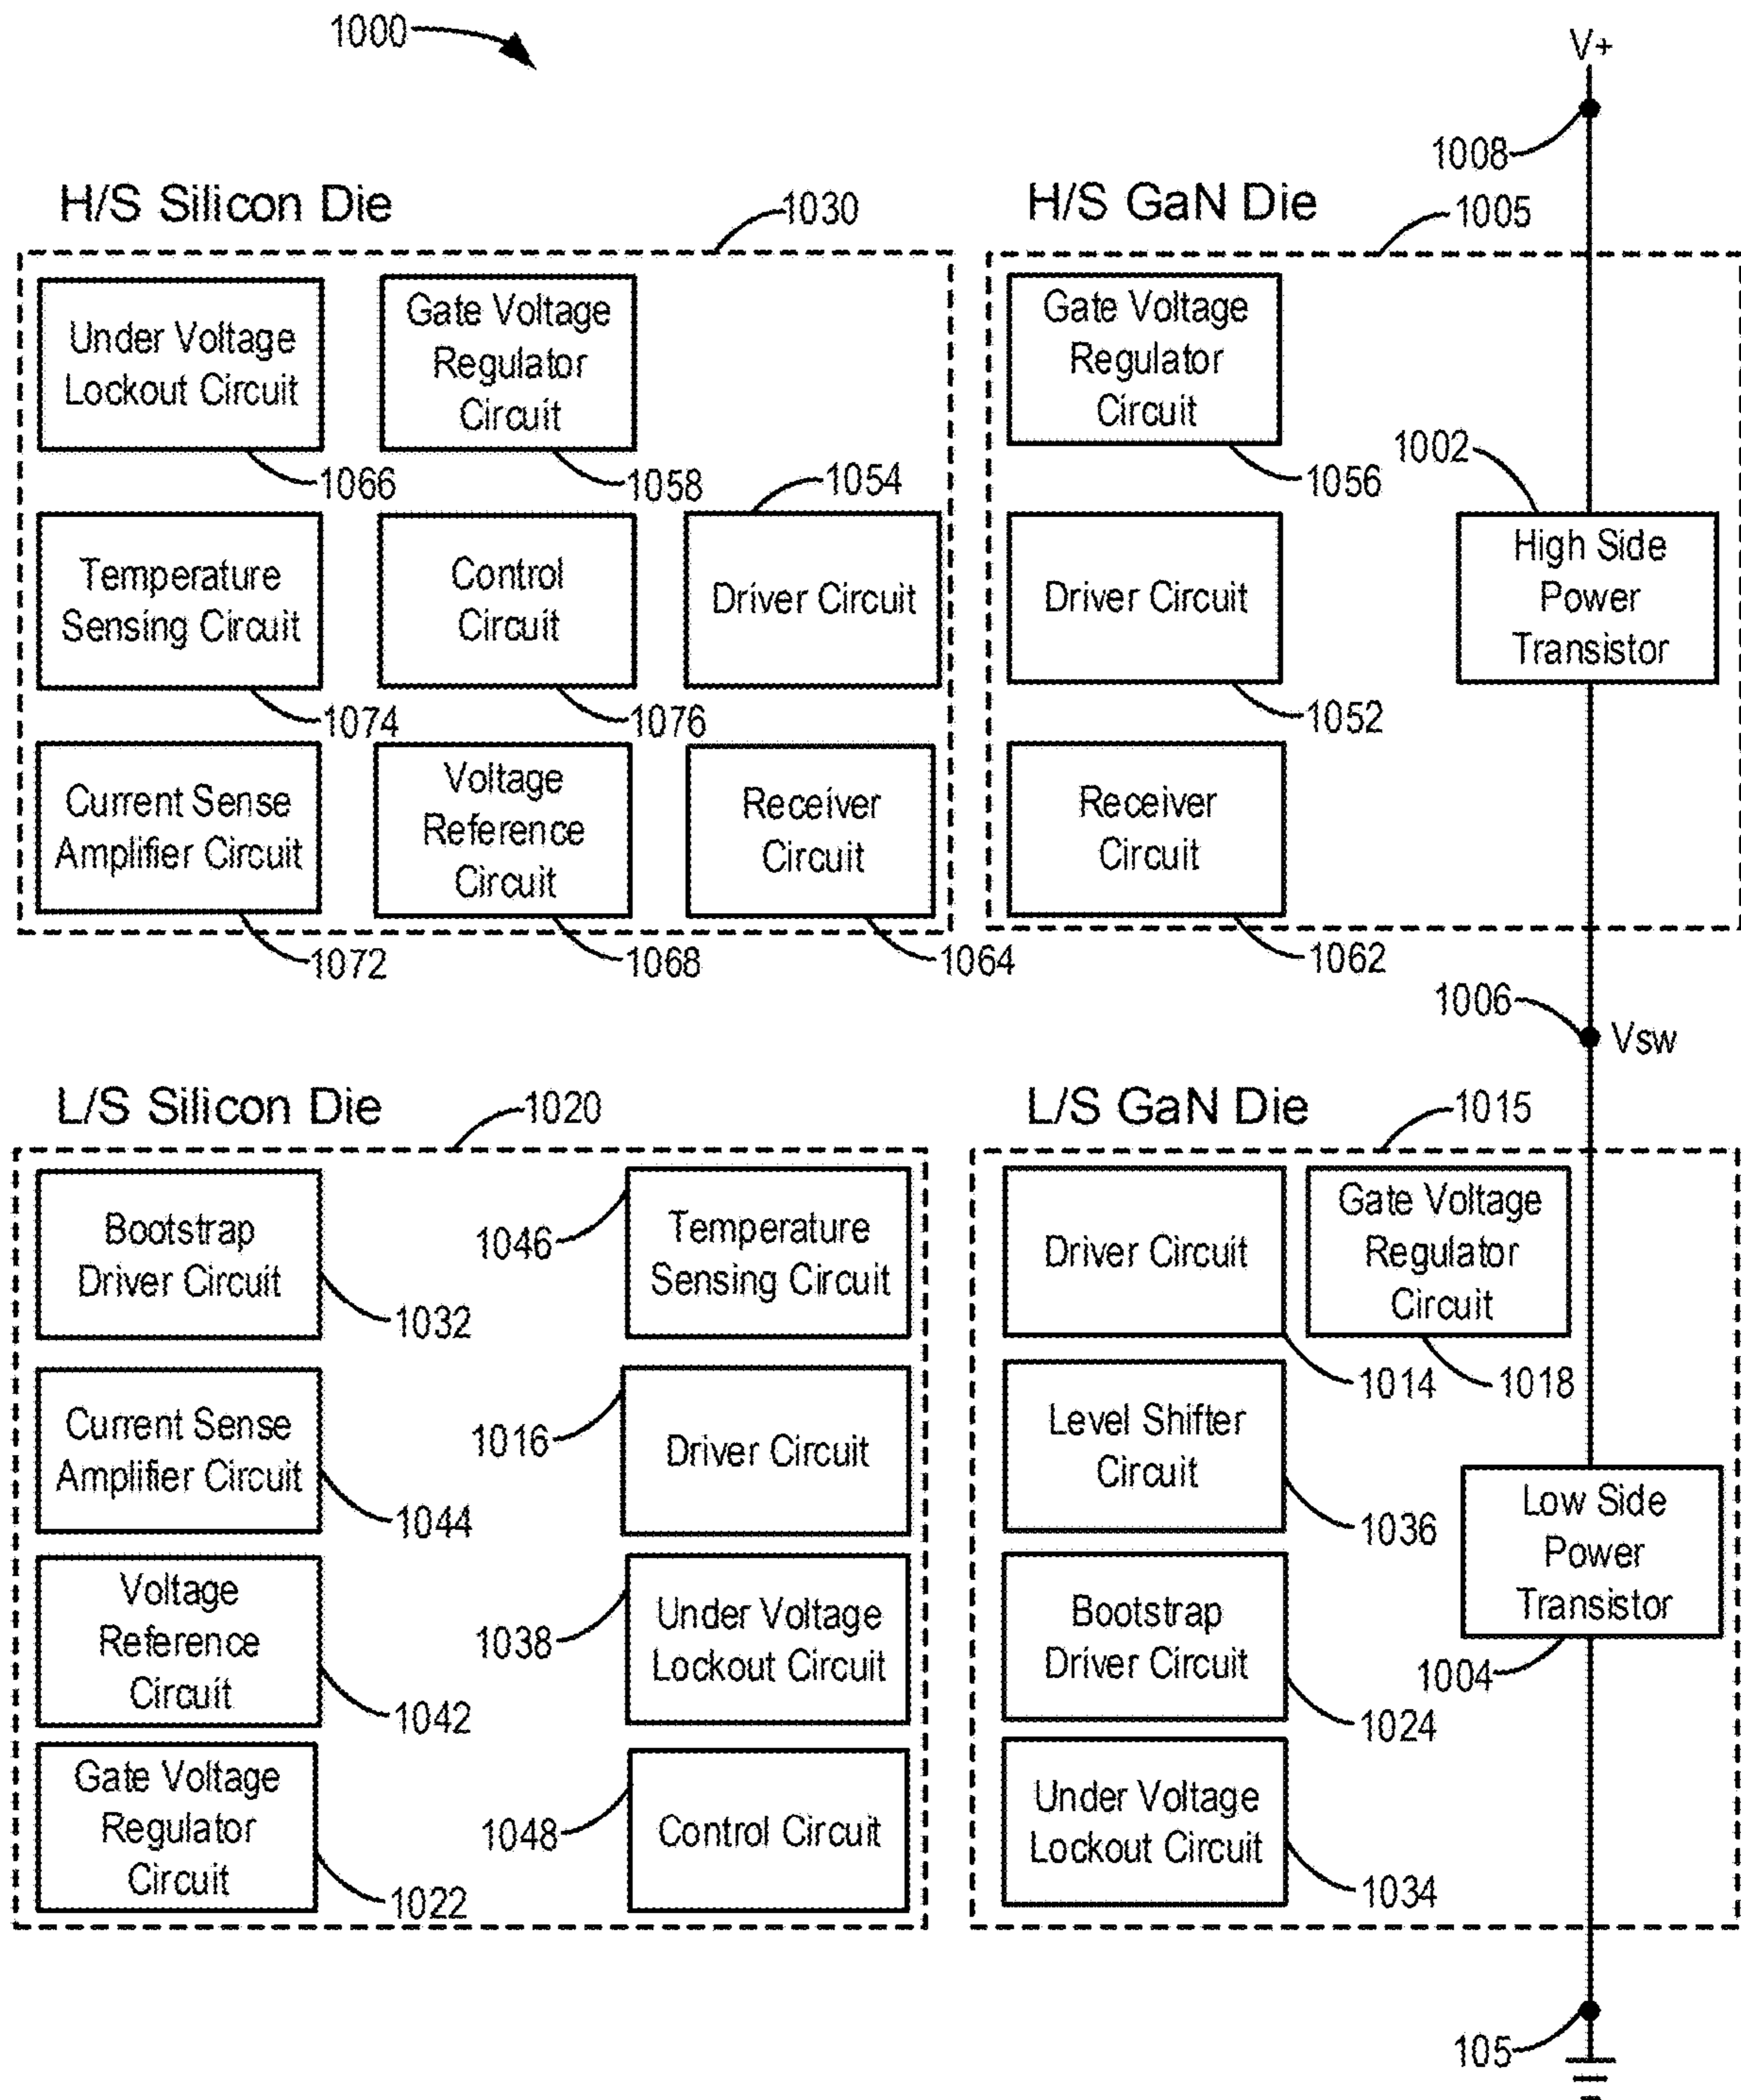 1000
V+
1008
H/S Silicon Die
1030
H/S GaN Die
1005
Under Voltage
Lockout Circuit
1066
Gate Voltage
Regulator
Circuit
1058
Gate Voltage
Regulator
Circuit
1056
1002
High Side
Power
Transistor
Temperature
Sensing Circuit
1074
Control
Circuit
1076
1054
Driver Circuit
Driver Circuit
1052
Current Sense
Amplifier Circuit
1072
Voltage
Reference
Circuit
1068
Receiver
Circuit
1064
Receiver
Circuit
1062
1006
Vsw
L/S Silicon Die
1020
L/S GaN Die
1015
Bootstrap
Driver Circuit
1032
1046
Temperature
Sensing Circuit
Driver Circuit
1014
Gate Voltage
Regulator
Circuit
1018
Current Sense
Amplifier Circuit
1044
1016
Driver Circuit
Level Shifter
Circuit
1036
Low Side
Power
Transistor
1004
Voltage
Reference
Circuit
1042
1038
Under Voltage
Lockout Circuit
Bootstrap
Driver Circuit
1024
Gate Voltage
Regulator
Circuit
1022
1048
Control Circuit
Under Voltage
Lockout Circuit
1034
105